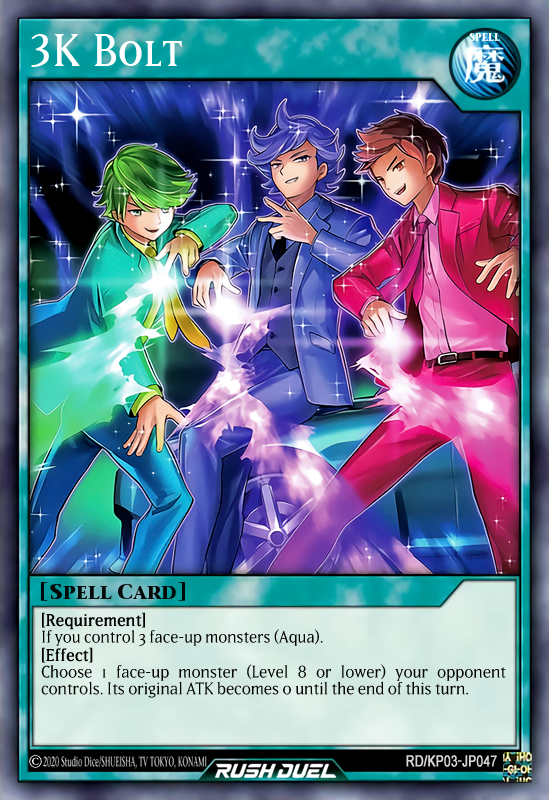 3K Bolt
SPELL
魔
[Spell Card]
[Requirement]
If you control 3 face-up monsters (Aqua).
[Effect]
Choose 1 face-up monster (Level 8 or lower) your opponent
controls. Its original ATK becomes 0 until the end of this turn.
©2020 Studio Dice/SHUEISHA, TV TOKYO, KONAMI
RUSH DUEL
RD/KP03-JP047